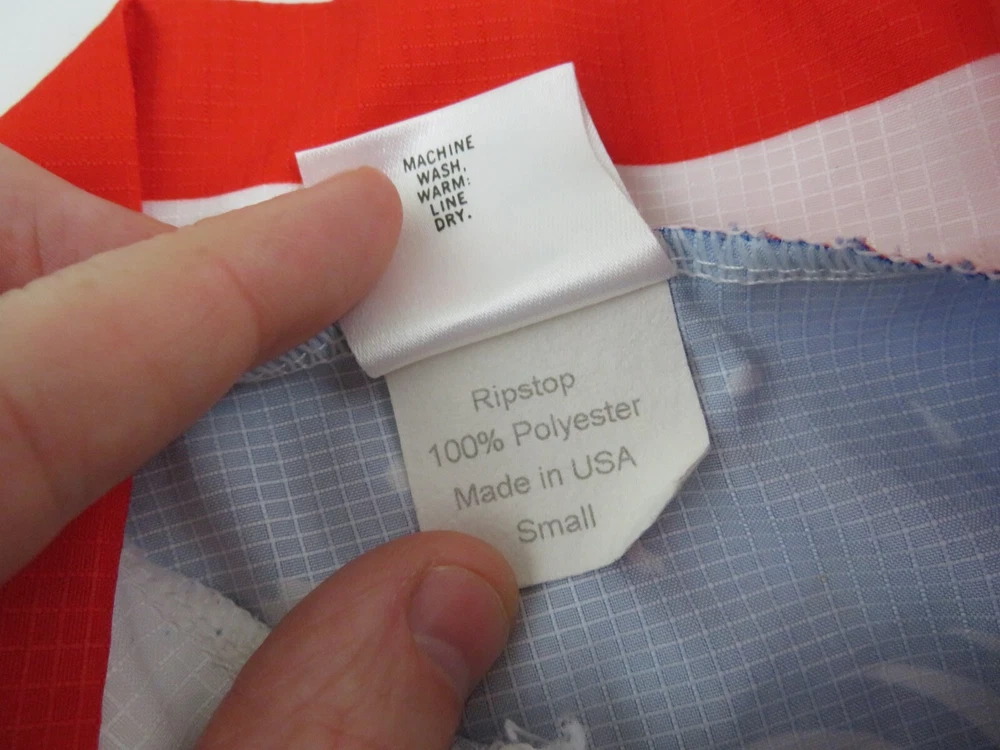 MACHINE
WASH,
WARM:
LINE
DRY.
Ripstop
100% Polyester
Made in USA
Small